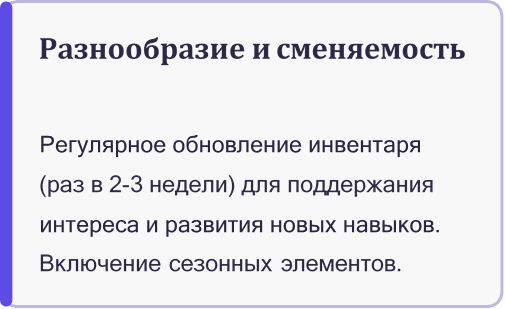 Разнообразие и сменяемость
Регулярное обновление инвентаря
(раз в 2-3 недели) для поддержания
интереса и развития новых навыков.
Включение сезонных элементов.